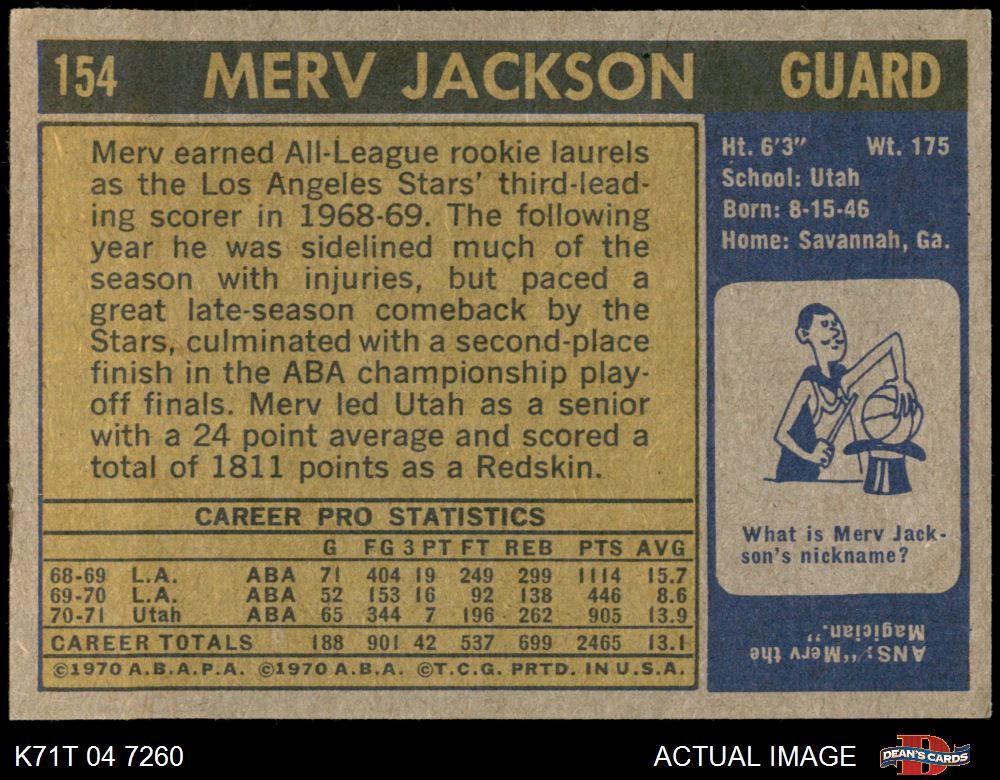 154 MERV JACKSON GUARD
Merv earned All-League rookie laurels
as the Los Angeles Stars' third-lead-
ing scorer in 1968-69. The following
year he was sidelined much of the
season with injuries, but paced a
great late-season comeback by the
Stars, culminated with a second-place
finish in the ABA championship play-
off finals. Merv led Utah as a senior
with a 24 point average and scored a
total of 1811 points as a Redskin.
CAREER PRO STATISTICS
G FG 3 PT FT REB PTS AVG
68-69 L.A. ABA 71 404 19 249 299 1114 15.7
69-70 L.A. ABA 52 153 16 92 138 446 8.6
70-71 Utah ABA 65 344 7 196 262 905 13.9
CAREER TOTALS 188 901 42 537 699 2465 13.1
©1970 A.B.A.P.A. ©1970 A.B.A. ©T.C.G. PRTD. IN U.S.A.
Ht. 6'3" Wt. 175
School: Utah
Born: 8-15-46
Home: Savannah, Ga.
What is Merv Jack-
son's nickname?
ANS: "Merv the
Magician".
K71T 04 7260 ACTUAL IMAGE DEAN'S CARDS